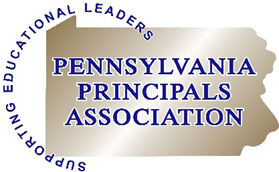 SUPPORTING EDUCATIONAL LEADERS
PENNSYLVANIA
PRINCIPALS
ASSOCIATION